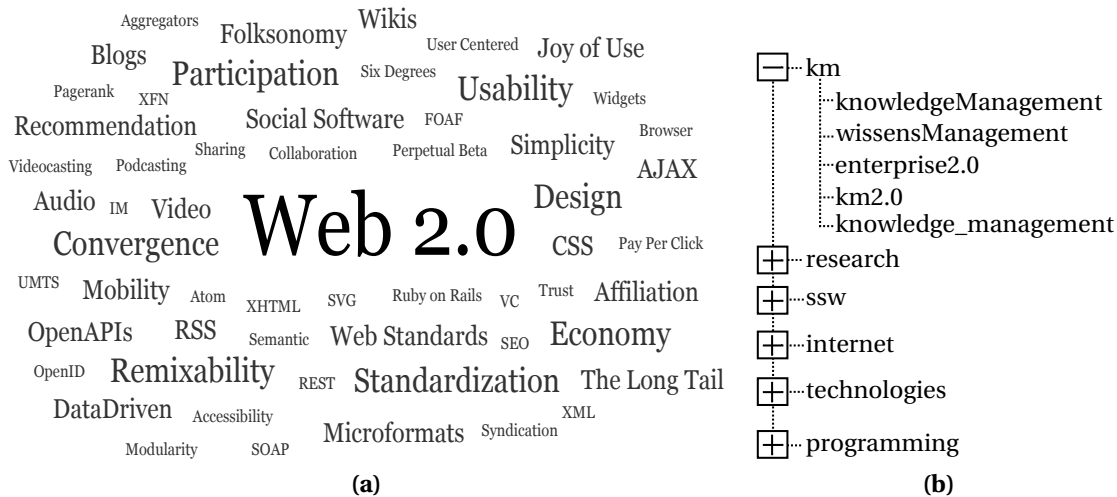 Aggregators Wikis
Folksonomy
Blogs User Centered Joy of Use
Participation Six Degrees Usability
Pagerank XFN Widgets
Recommendation Social Software FOAF Browser
Sharing Collaboration Perpetual Beta Simplicity
Videocasting Podcasting AJAX
Audio IM Video Web 2.0 Design
Convergence CSS Pay Per Click
UMTS Mobility Atom XHTML SVG Ruby on Rails VC Trust Affiliation
OpenAPIs RSS Semantic Web Standards SEO Economy
OpenID Remixability REST Standardization The Long Tail
DataDriven Accessibility XML
Modularity SOAP Microformats Syndication
(a)
km
knowledgeManagement
wissensManagement
enterprise2.0
km2.0
knowledge_management
research
ssw
internet
technologies
programming
(b)